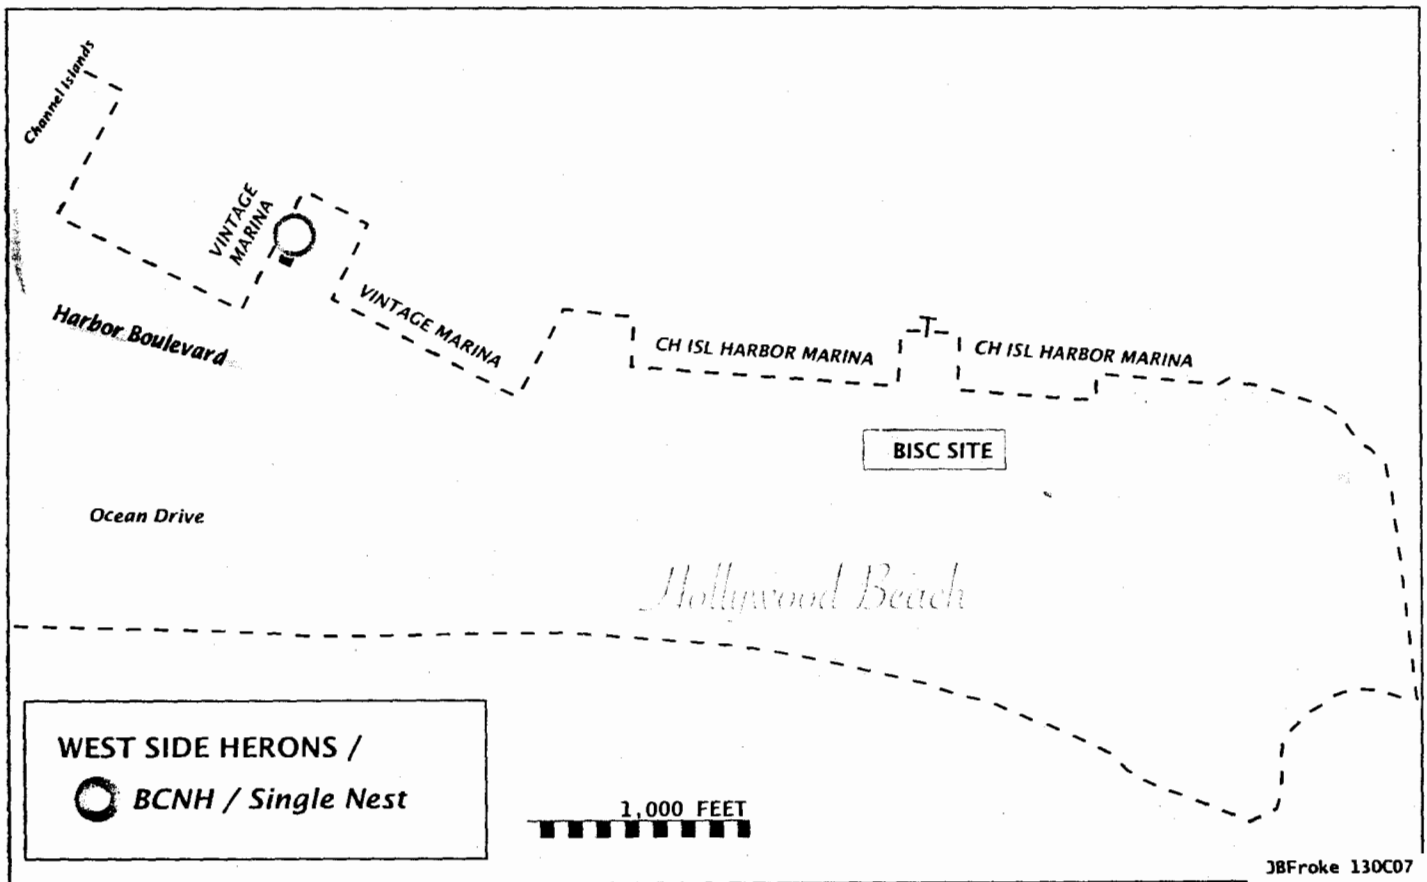 Channel Islands
VINTAGE
MARINA
Harbor Boulevard
VINTAGE MARINA
CH ISL HARBOR MARINA
T
CH ISL HARBOR MARINA
BISC SITE
Ocean Drive
Hollywood Beach
WEST SIDE HERONS /
BCNH / Single Nest
1,000 FEET
JBFroke 13OC07